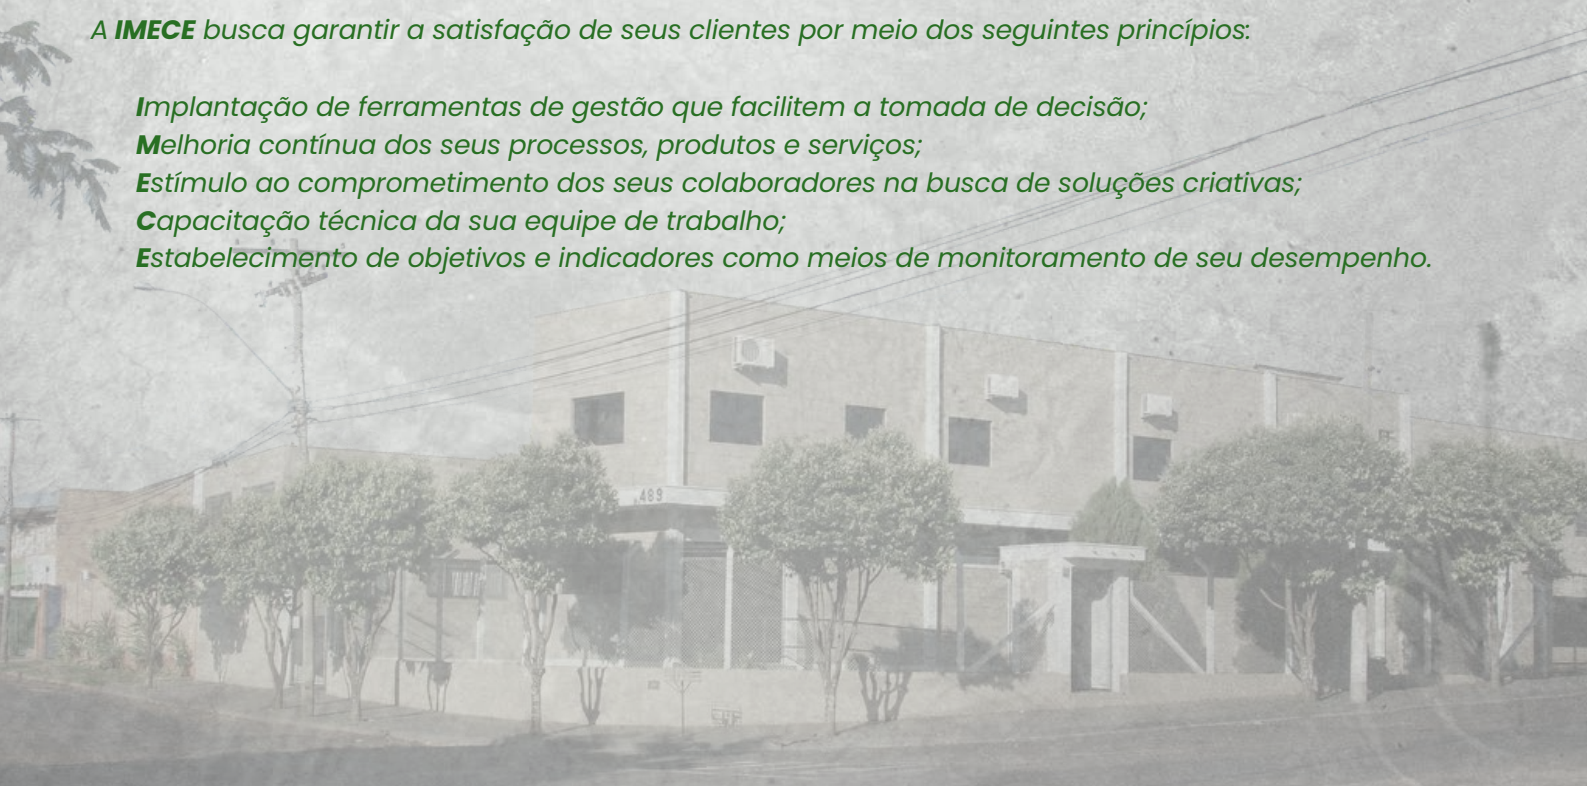 A IMECE busca garantir a satisfação de seus clientes por meio dos seguintes princípios:
Implantação de ferramentas de gestão que facilitem a tomada de decisão;
Melhoria contínua dos seus processos, produtos e serviços;
Estímulo ao comprometimento dos seus colaboradores na busca de soluções criativas;
Capacitação técnica da sua equipe de trabalho;
Estabelecimento de objetivos e indicadores como meios de monitoramento de seu desempenho.
489